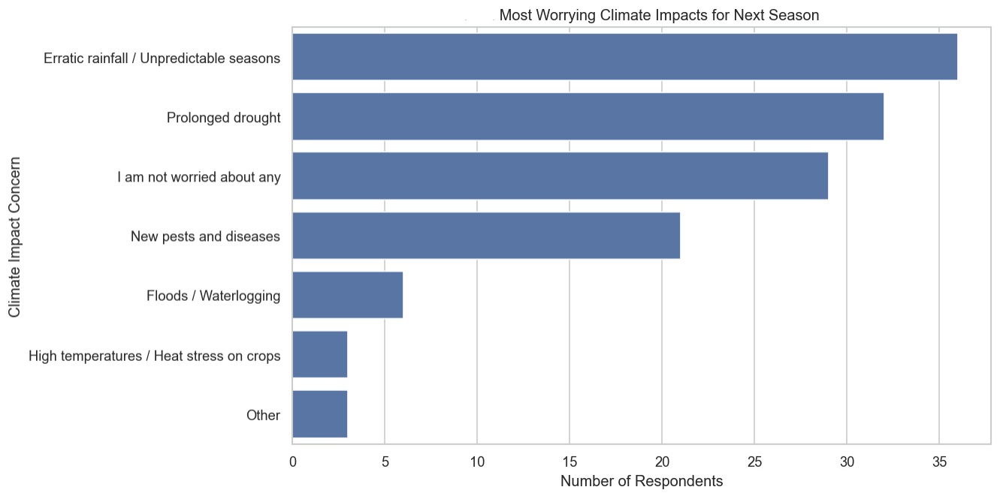 Most Worrying Climate Impacts for Next Season
Climate Impact Concern
Erratic rainfall / Unpredictable seasons
Prolonged drought
I am not worried about any
New pests and diseases
Floods / Waterlogging
High temperatures / Heat stress on crops
Other
0 5 10 15 20 25 30 35
Number of Respondents